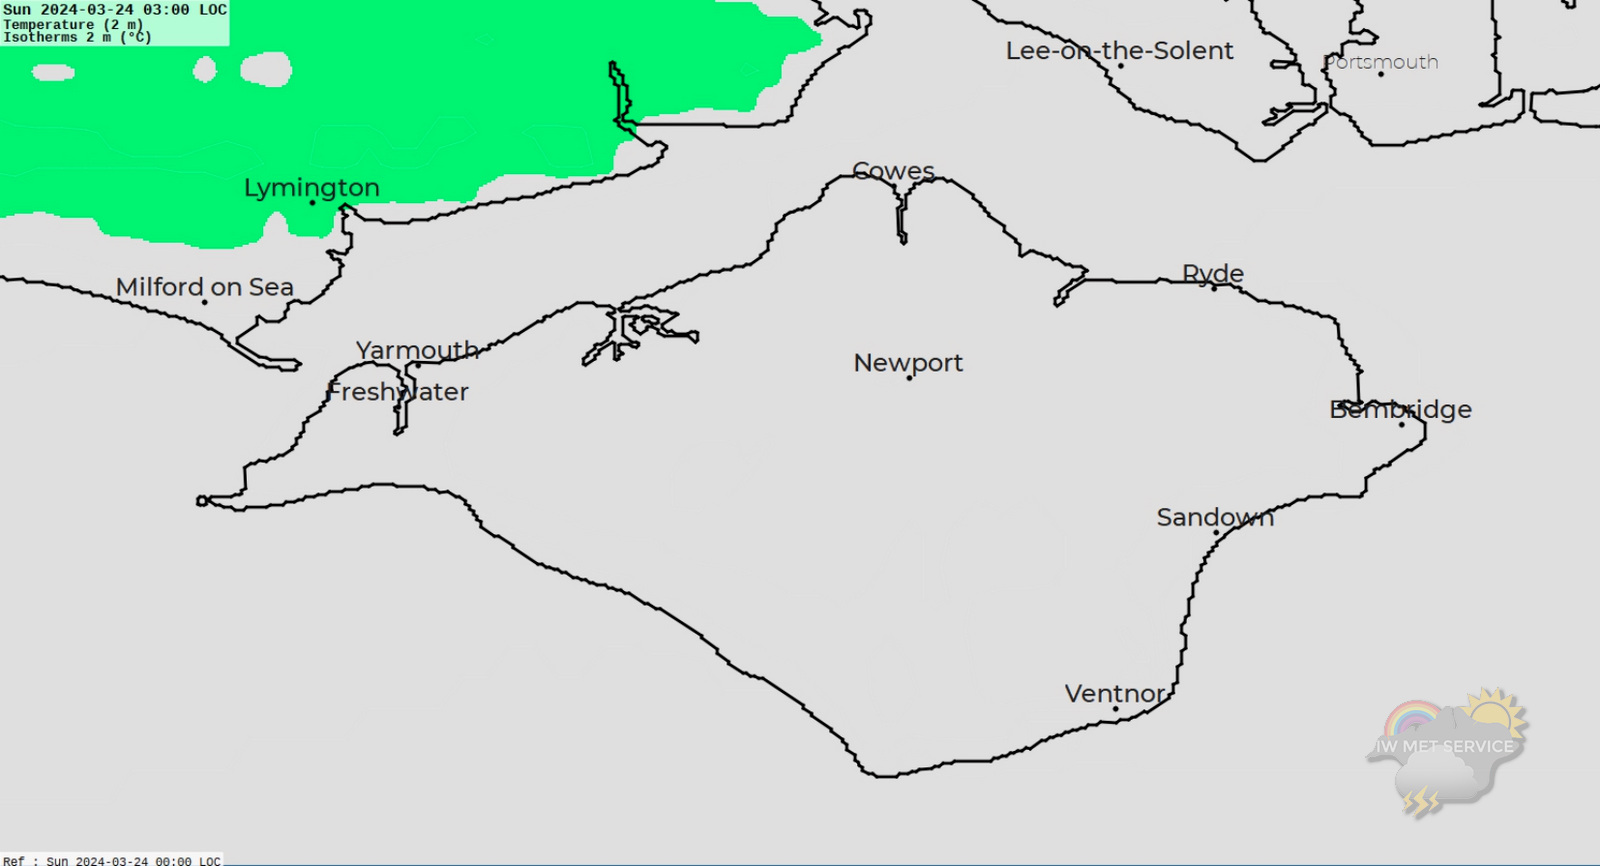 Sun 2024-03-24 03:00 LOC
Temperature (2 m)
Isotherms 2 m (°C)
Lee-on-the-Solent
Portsmouth
Cowes
Lymington
Ryde
Milford on Sea
Yarmouth
Newport
Freshwater
Bembridge
Sandown
Ventnor
IW MET SERVICE
Ref : Sun 2024-03-24 00:00 LOC